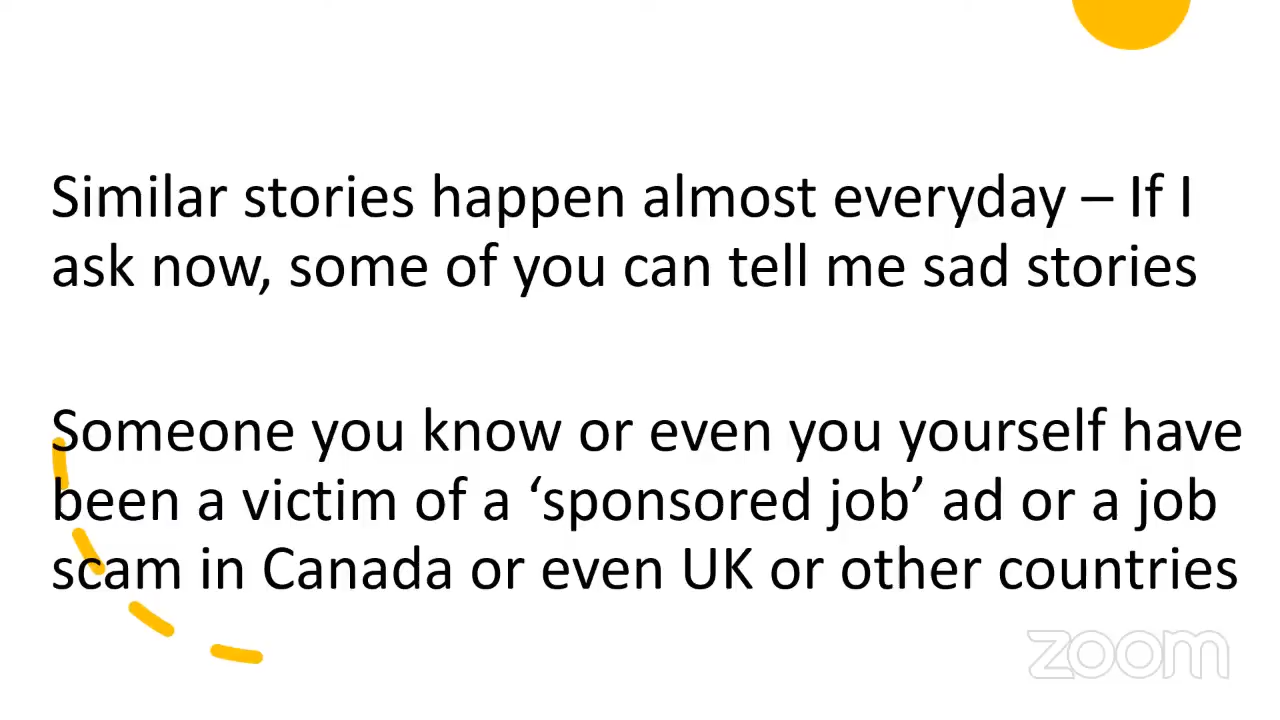 Similar stories happen almost everyday – If I
ask now, some of you can tell me sad stories
Someone you know or even you yourself have
been a victim of a ‘sponsored job’ ad or a job
scam in Canada or even UK or other countries
zoom